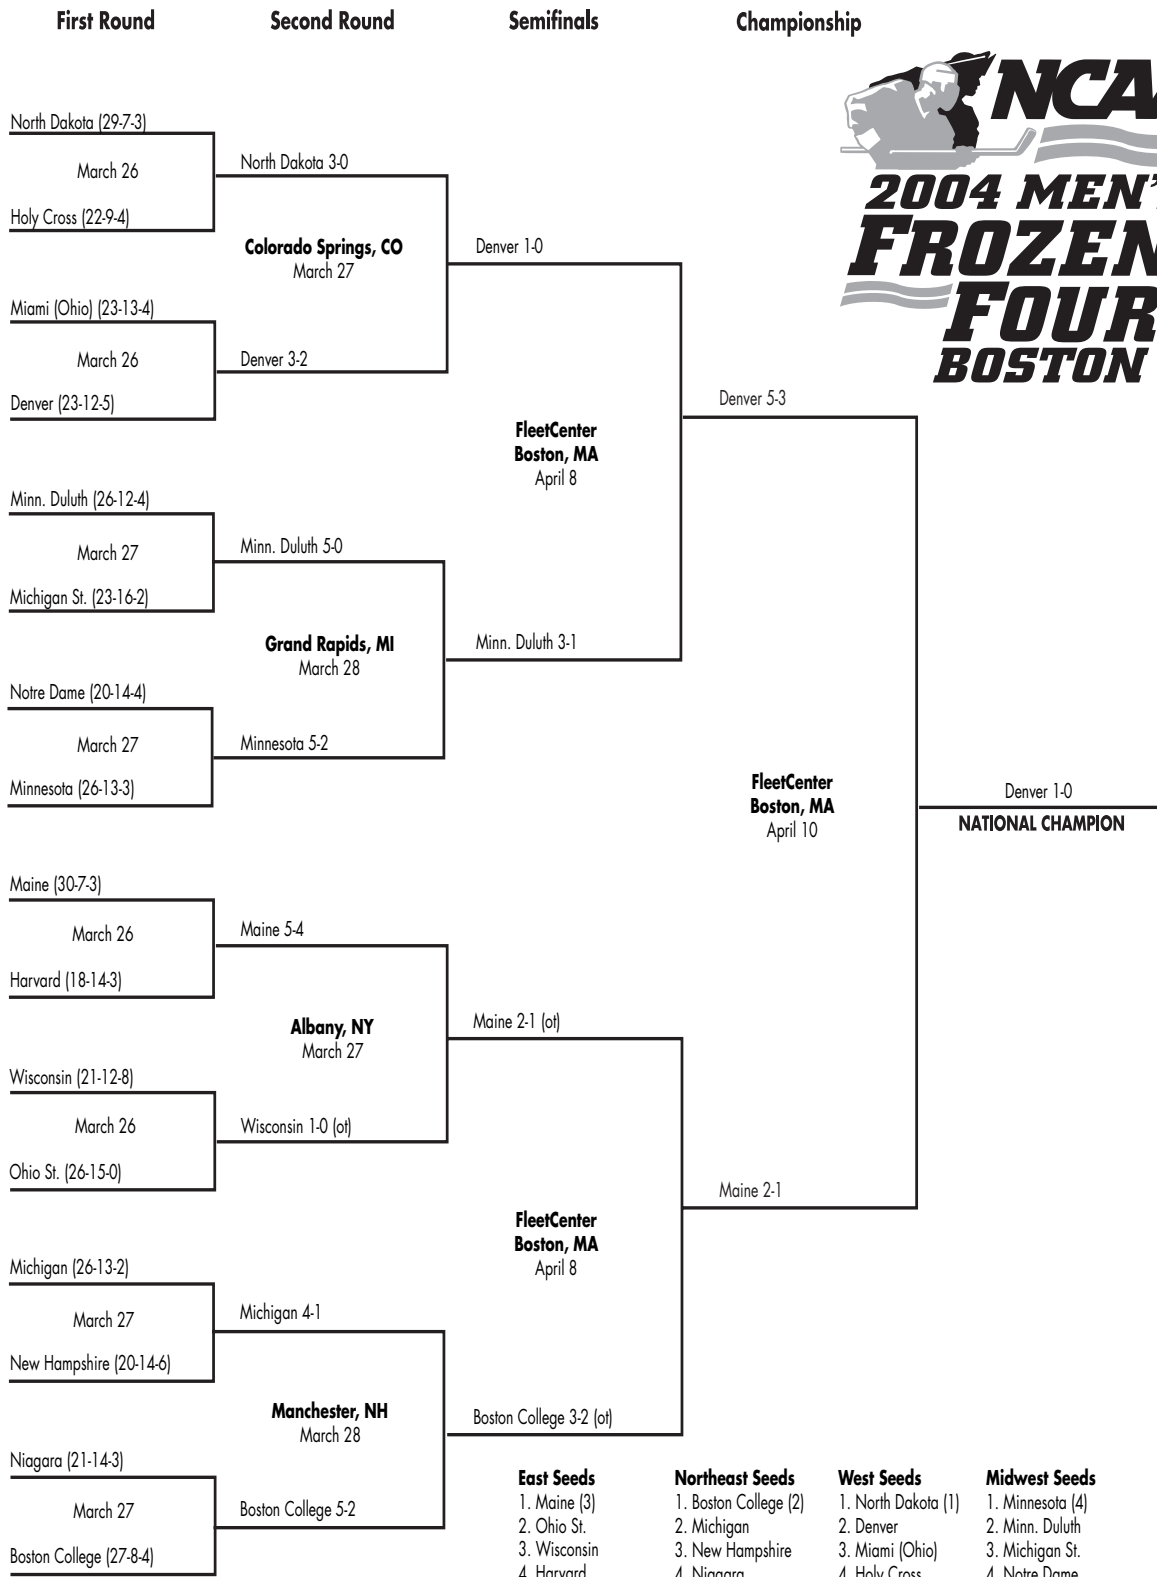 First Round
Second Round
Semifinals
Championship
2004 MEN'
FROZEN
FOUR
BOSTON
North Dakota (29-7-3)
March 26
Holy Cross (22-9-4)
North Dakota 3-0
Colorado Springs, CO
March 27
Miami (Ohio) (23-13-4)
March 26
Denver (23-12-5)
Denver 3-2
Denver 1-0
FleetCenter
Boston, MA
April 8
Denver 5-3
Minn. Duluth (26-12-4)
March 27
Michigan St. (23-16-2)
Minn. Duluth 5-0
Grand Rapids, MI
March 28
Minn. Duluth 3-1
Notre Dame (20-14-4)
March 27
Minnesota (26-13-3)
Minnesota 5-2
FleetCenter
Boston, MA
April 10
Denver 1-0
NATIONAL CHAMPION
Maine (30-7-3)
March 26
Harvard (18-14-3)
Maine 5-4
Albany, NY
March 27
Maine 2-1 (ot)
Wisconsin (21-12-8)
March 26
Ohio St. (26-15-0)
Wisconsin 1-0 (ot)
FleetCenter
Boston, MA
April 8
Maine 2-1
Michigan (26-13-2)
March 27
New Hampshire (20-14-6)
Michigan 4-1
Manchester, NH
March 28
Boston College 3-2 (ot)
Niagara (21-14-3)
March 27
Boston College (27-8-4)
Boston College 5-2
East Seeds
1. Maine (3)
2. Ohio St.
3. Wisconsin
4. Harvard
Northeast Seeds
1. Boston College (2)
2. Michigan
3. New Hampshire
4. Niagara
West Seeds
1. North Dakota (1)
2. Denver
3. Miami (Ohio)
4. Holy Cross
Midwest Seeds
1. Minnesota (4)
2. Minn. Duluth
3. Michigan St.
4. Notre Dame